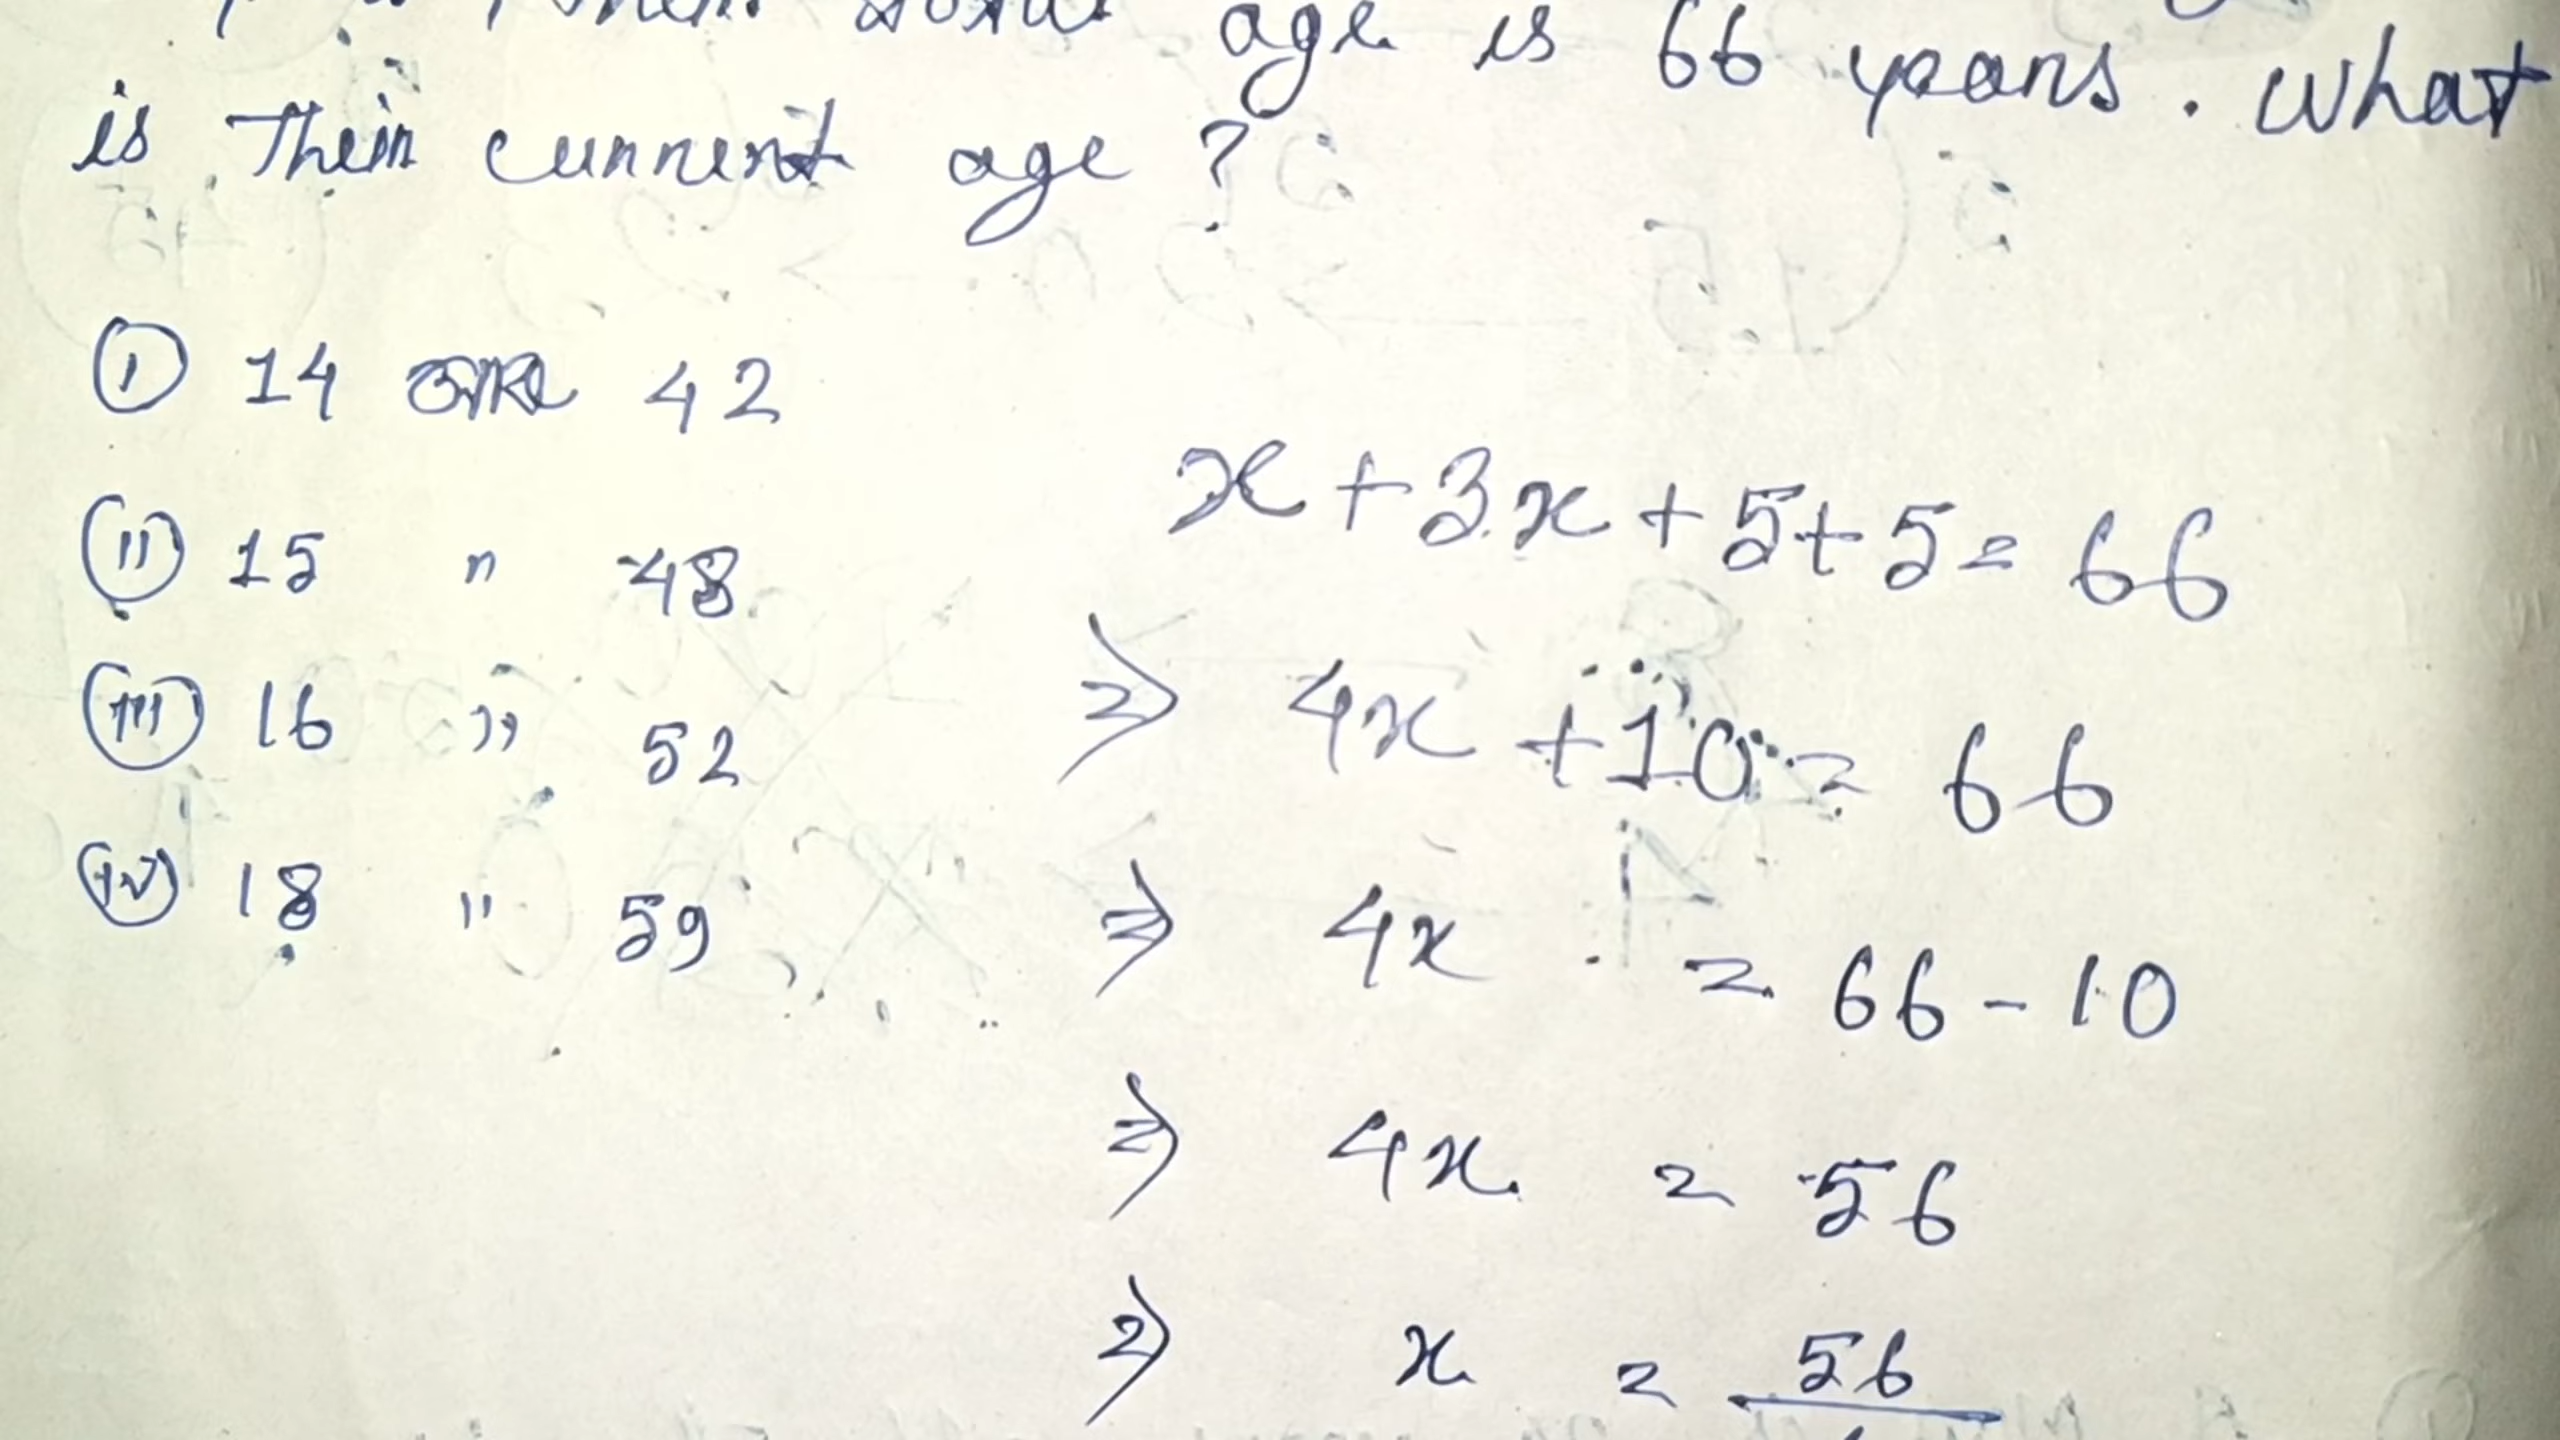 age is 66 years. What
is Their current age ?
(i) 14 এবং 42
(ii) 15 " 48
(iii) 16 " 52
(iv) 18 " 59
x + 3x + 5 + 5 = 66
⇒ 4x + 10 = 66
⇒ 4x = 66 - 10
⇒ 4x = 56
⇒ x = 56